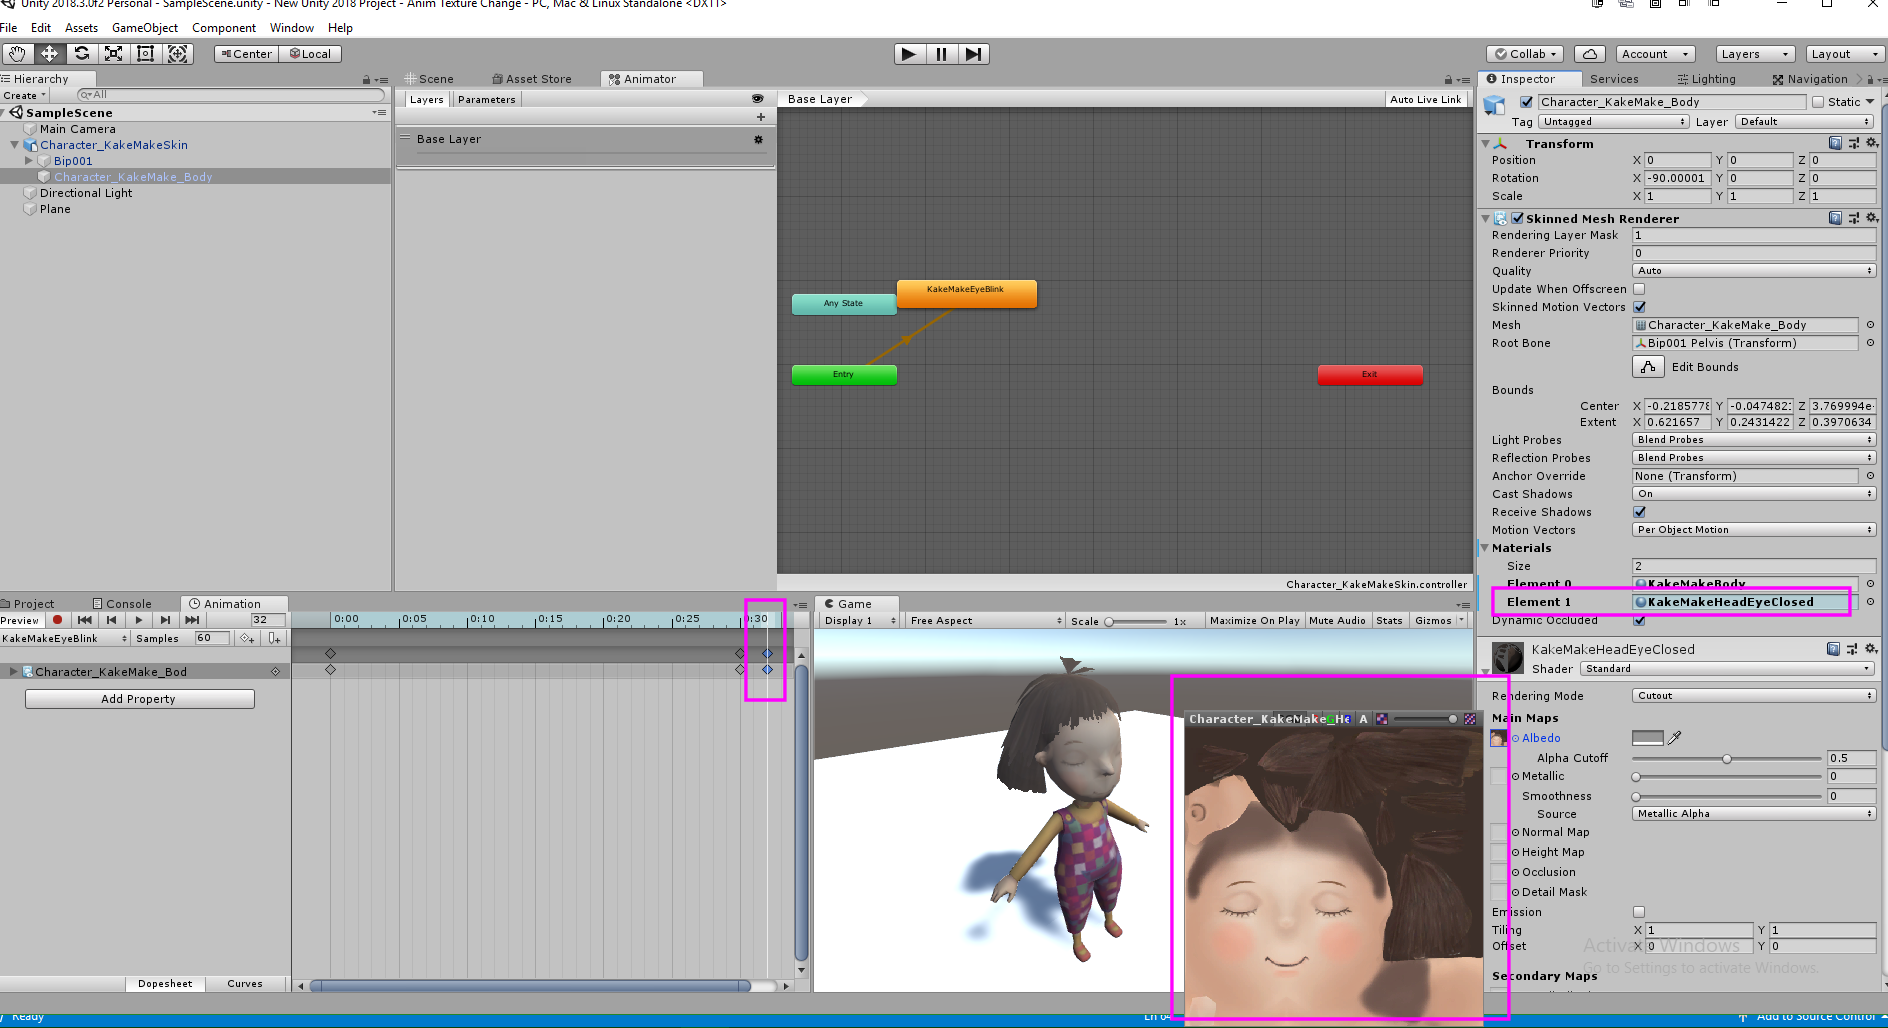 Unity 2018.3.0f2 Personal - SampleScene.unity - New Unity 2018 Project - Anim Texture Change - PC, Mac & Linux Standalone <DX11>
File Edit Assets GameObject Component Window Help
Center Local
Collab Account Layers Layout
Hierarchy
Create All
SampleScene
Main Camera
Character_KakeMakeSkin
Bip001
Character_KakeMake_Body
Directional Light
Plane
Scene Asset Store Animator
Layers Parameters
Base Layer
Base Layer Auto Live Link
Any State
KakeMakeEyeBlink
Entry
Exit
Character_KakeMakeSkin.controller
Project Console Animation
Preview 32
0:00 0:05 0:10 0:15 0:20 0:25 0:30
KakeMakeEyeBlink Samples 60
Character_KakeMake_Bod
Add Property
Dopesheet Curves
Game
Display 1 Free Aspect Scale 1x Maximize On Play Mute Audio Stats Gizmos
Character_KakeMake_He A
Inspector Services Lighting Navigation
Character_KakeMake_Body Static
Tag Untagged Layer Default
Transform
Position X 0 Y 0 Z 0
Rotation X -90.00001 Y 0 Z 0
Scale X 1 Y 1 Z 1
Skinned Mesh Renderer
Rendering Layer Mask 1
Renderer Priority 0
Quality Auto
Update When Offscreen
Skinned Motion Vectors
Mesh Character_KakeMake_Body
Root Bone Bip001 Pelvis (Transform)
Edit Bounds
Bounds
Center X -0.2185778 Y Z 3.769994e-
Extent X 0.621657 Y 0.2431422 Z 0.3970634
Light Probes Blend Probes
Reflection Probes Blend Probes
Anchor Override None (Transform)
Cast Shadows On
Receive Shadows
Motion Vectors Per Object Motion
Materials
Size 2
Element 0 KakeMakeBody
Element 1 KakeMakeHeadEyeClosed
Dynamic Occluded
KakeMakeHeadEyeClosed
Shader Standard
Rendering Mode Cutout
Main Maps
Albedo
Alpha Cutoff 0.5
Metallic 0
Smoothness 0
Source Metallic Alpha
Normal Map
Height Map
Occlusion
Detail Mask
Emission
Tiling X 1 Y 1
Offset X 0 Y 0
Activate Windows
Go to Settings to activate Windows.
Secondary Maps
Ready
Add to Source Control